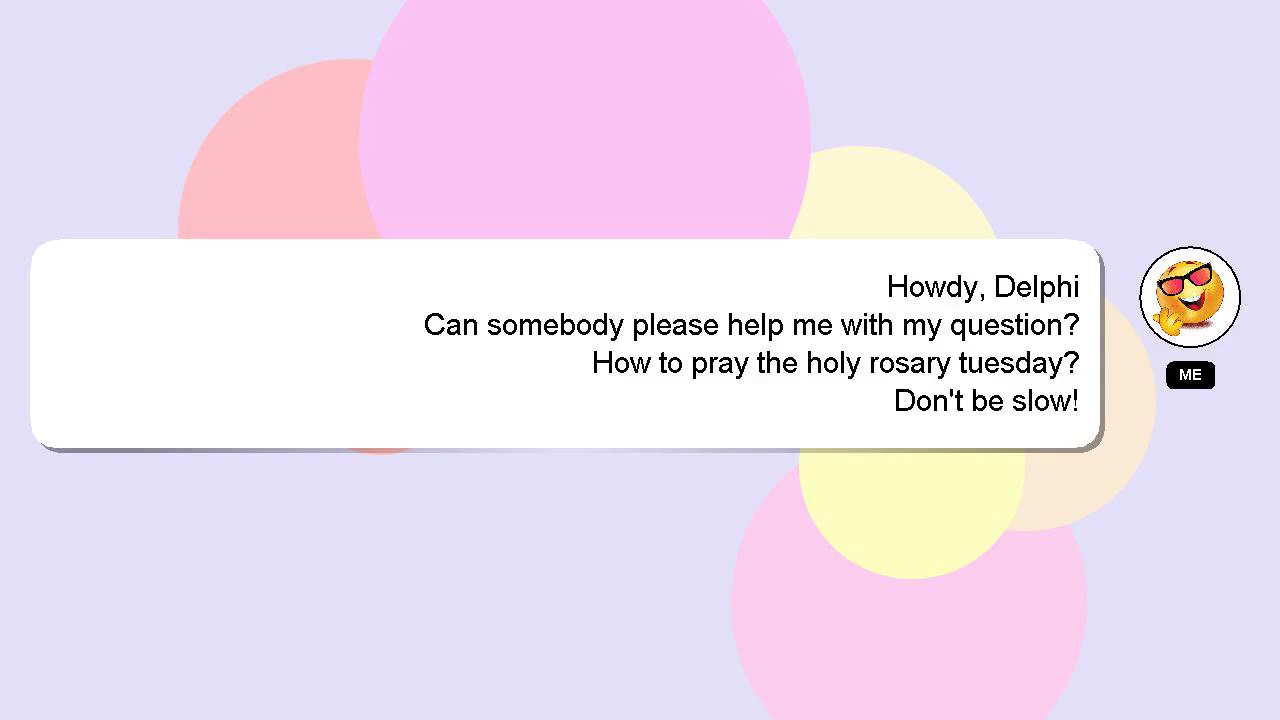 Howdy, Delphi
Can somebody please help me with my question?
How to pray the holy rosary tuesday?
Don't be slow!
ME